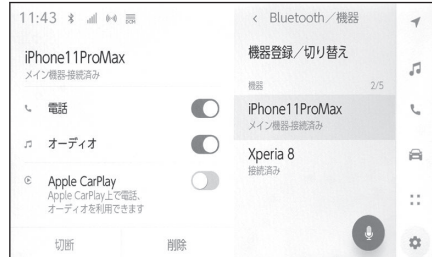 11:43
iPhone11ProMax
メイン機器-接続済み
電話
オーディオ
Apple CarPlay
Apple CarPlay上で電話、
オーディオを利用できます
切断
削除
Bluetooth／機器
機器登録／切り替え
機器
2/5
iPhone11ProMax
メイン機器-接続済み
Xperia 8
接続済み